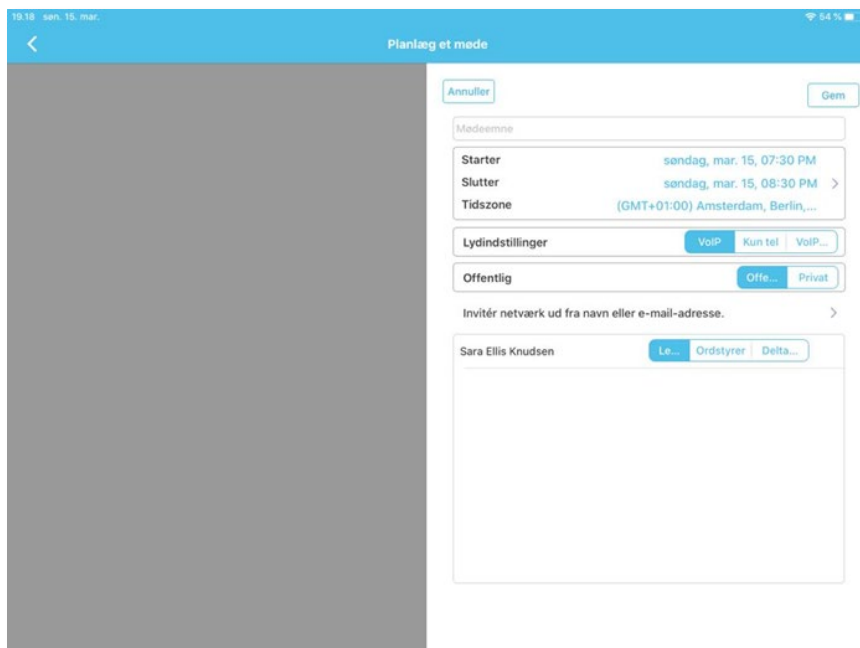 19.18 søn. 15. mar. 54 %
Planlæg et møde
Annuller
Gem
Mødeemne
Starter søndag, mar. 15, 07:30 PM
Slutter søndag, mar. 15, 08:30 PM
Tidszone (GMT+01:00) Amsterdam, Berlin,...
Lydindstillinger VoIP Kun tel VoIP...
Offentlig Offe... Privat
Invitér netværk ud fra navn eller e-mail-adresse.
Sara Ellis Knudsen Le... Ordstyrer Delta...